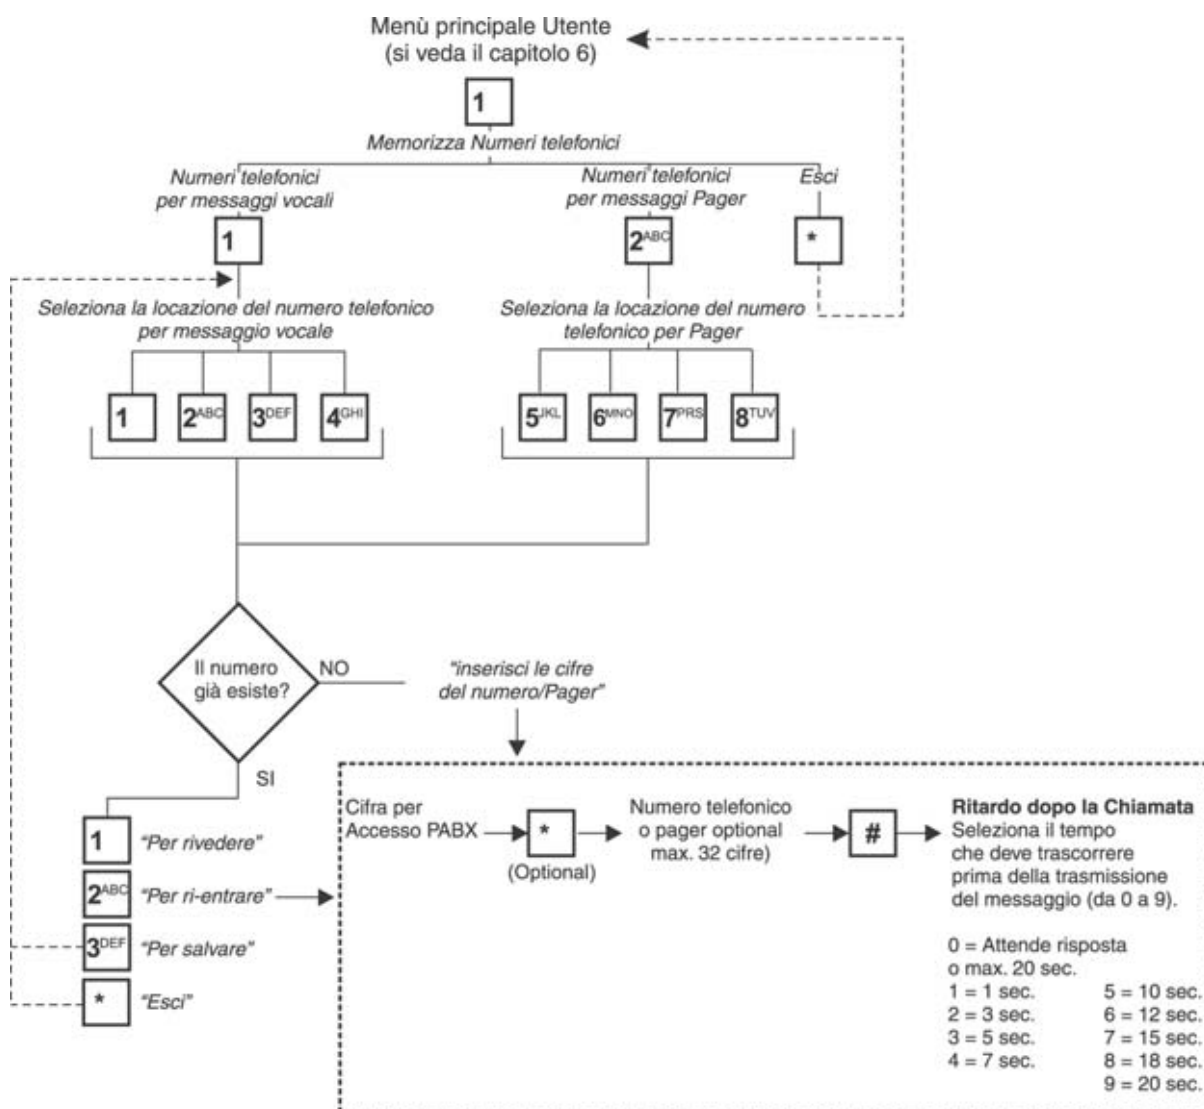 Menù principale Utente
(si veda il capitolo 6)
1
Memorizza Numeri telefonici
Numeri telefonici
per messaggi vocali
1
Numeri telefonici
per messaggi Pager
2ABC
Esci
*
Seleziona la locazione del numero telefonico
per messaggio vocale
1 2ABC 3DEF 4GHI
Seleziona la locazione del numero
telefonico per Pager
5JKL 6MNO 7PRS 8TUV
Il numero
già esiste?
NO
"inserisci le cifre
del numero/Pager"
SI
1 "Per rivedere"
2ABC "Per ri-entrare"
3DEF "Per salvare"
* "Esci"
Cifra per
Accesso PABX
*
(Optional)
Numero telefonico
o pager optional
max. 32 cifre)
#
Ritardo dopo la Chiamata
Seleziona il tempo
che deve trascorrere
prima della trasmissione
del messaggio (da 0 a 9).
0 = Attende risposta
o max. 20 sec.
1 = 1 sec.
2 = 3 sec.
3 = 5 sec.
4 = 7 sec.
5 = 10 sec.
6 = 12 sec.
7 = 15 sec.
8 = 18 sec.
9 = 20 sec.